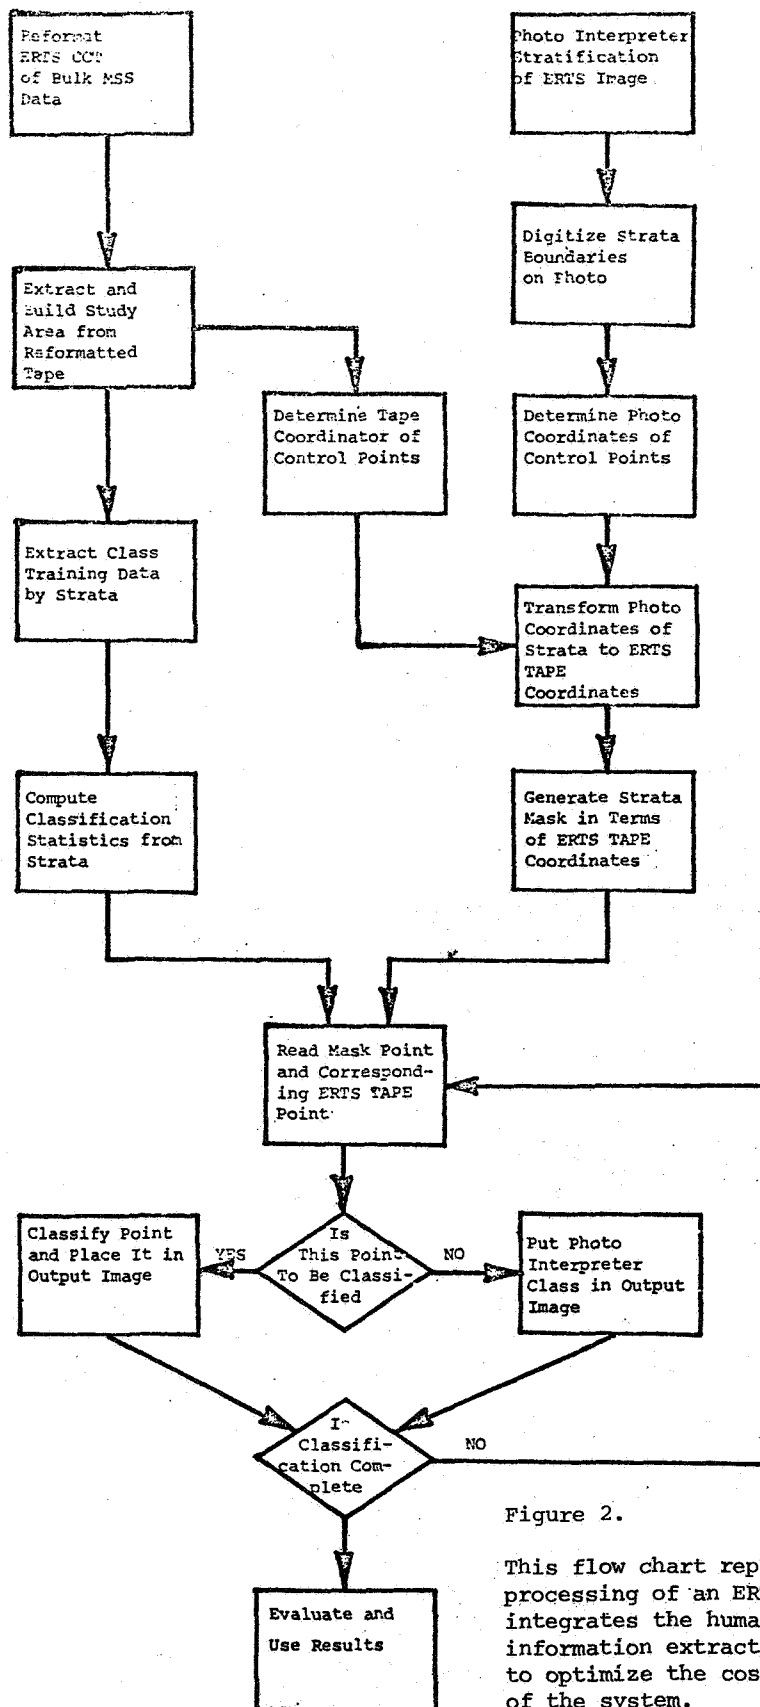 Reformat
ERTS CCT
of Bulk MSS
Data
Photo Interpreter
Stratification
of ERTS Image
Digitize Strata
Boundaries
on Photo
Extract and
Build Study
Area from
Reformatted
Tape
Determine Tape
Coordinator of
Control Points
Determine Photo
Coordinates of
Control Points
Extract Class
Training Data
by Strata
Transform Photo
Coordinates of
Strata to ERTS
TAPE
Coordinates
Compute
Classification
Statistics from
Strata
Generate Strata
Mask in Terms
of ERTS TAPE
Coordinates
Read Mask Point
and Correspond-
ing ERTS TAPE
Point
Classify Point
and Place It in
Output Image
YES
Is
This Point
To Be Classi-
fied
NO
Put Photo
Interpreter
Class in Output
Image
Is
Classifi-
cation Com-
plete
NO
Evaluate and
Use Results
Figure 2.
This flow chart rep
processing of an ER
integrates the huma
information extract
to optimize the cos
of the system.